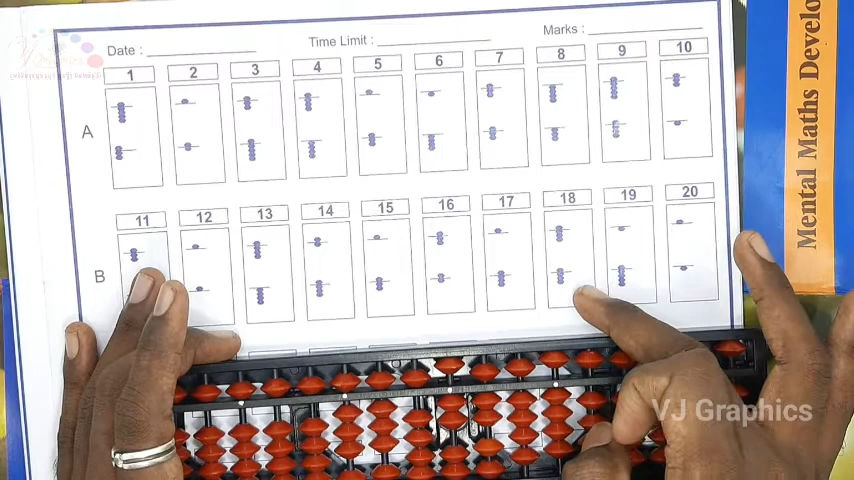 Date :
Time Limit :
Marks :
1 2 3 4 5 6 7 8 9 10
A
11 12 13 14 15 16 17 18 19 20
B
Mental Maths Develo
VJ Graphics